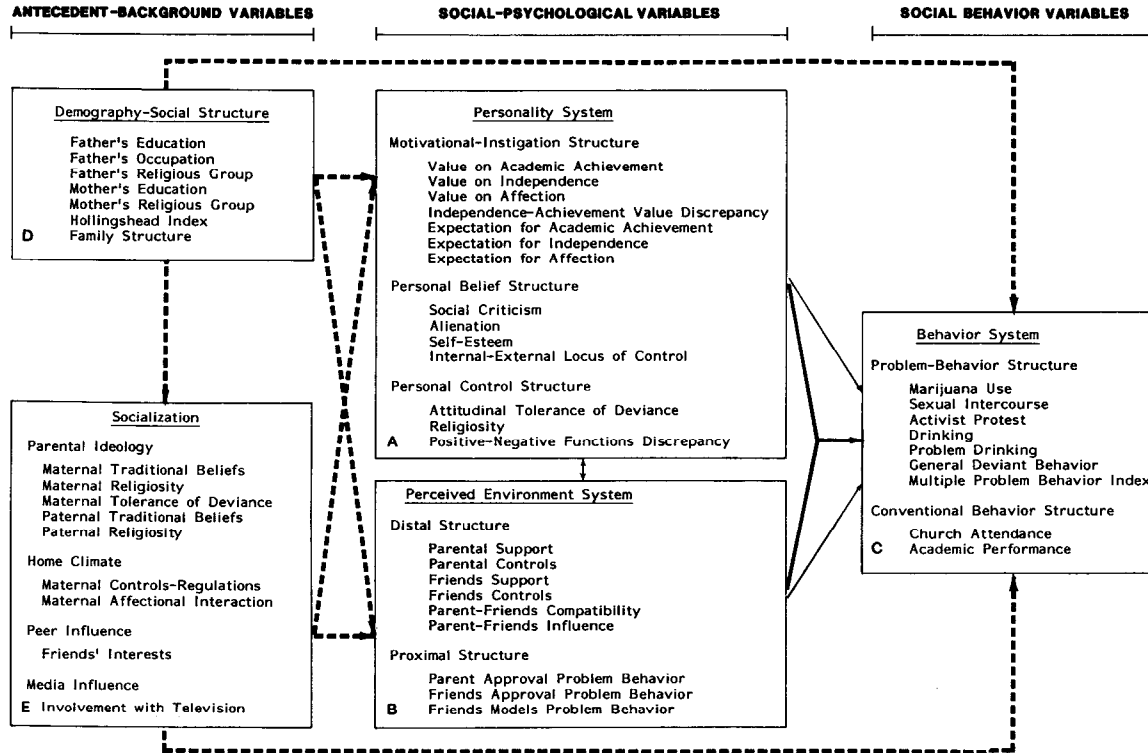 ANTECEDENT-BACKGROUND VARIABLES
SOCIAL-PSYCHOLOGICAL VARIABLES
SOCIAL BEHAVIOR VARIABLES
Demography-Social Structure
Father's Education
Father's Occupation
Father's Religious Group
Mother's Education
Mother's Religious Group
Hollingshead Index
D Family Structure
Socialization
Parental Ideology
Maternal Traditional Beliefs
Maternal Religiosity
Maternal Tolerance of Deviance
Paternal Traditional Beliefs
Paternal Religiosity
Home Climate
Maternal Controls-Regulations
Maternal Affectional Interaction
Peer Influence
Friends' Interests
Media Influence
E Involvement with Television
Personality System
Motivational-Instigation Structure
Value on Academic Achievement
Value on Independence
Value on Affection
Independence-Achievement Value Discrepancy
Expectation for Academic Achievement
Expectation for Independence
Expectation for Affection
Personal Belief Structure
Social Criticism
Alienation
Self-Esteem
Internal-External Locus of Control
Personal Control Structure
Attitudinal Tolerance of Deviance
Religiosity
A Positive-Negative Functions Discrepancy
Perceived Environment System
Distal Structure
Parental Support
Parental Controls
Friends Support
Friends Controls
Parent-Friends Compatibility
Parent-Friends Influence
Proximal Structure
Parent Approval Problem Behavior
Friends Approval Problem Behavior
B Friends Models Problem Behavior
Behavior System
Problem-Behavior Structure
Marijuana Use
Sexual Intercourse
Activist Protest
Drinking
Problem Drinking
General Deviant Behavior
Multiple Problem Behavior Index
Conventional Behavior Structure
Church Attendance
C Academic Performance